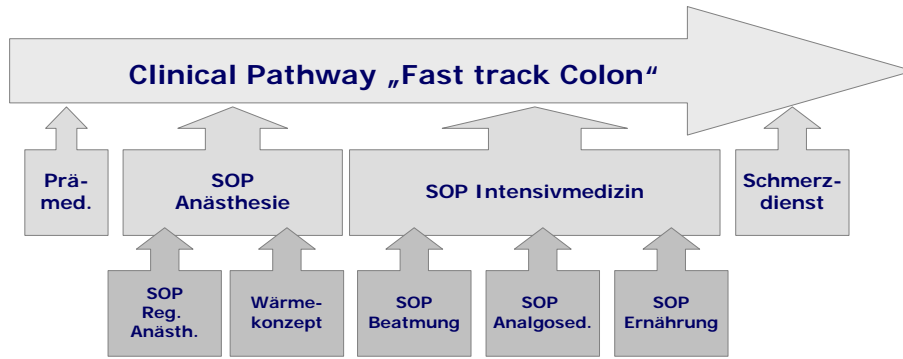 Clinical Pathway „Fast track Colon“
Prä-
med.
SOP
Anästhesie
SOP Intensivmedizin
Schmerz-
dienst
SOP
Reg.
Anästh.
Wärme-
konzept
SOP
Beatmung
SOP
Analgosed.
SOP
Ernährung